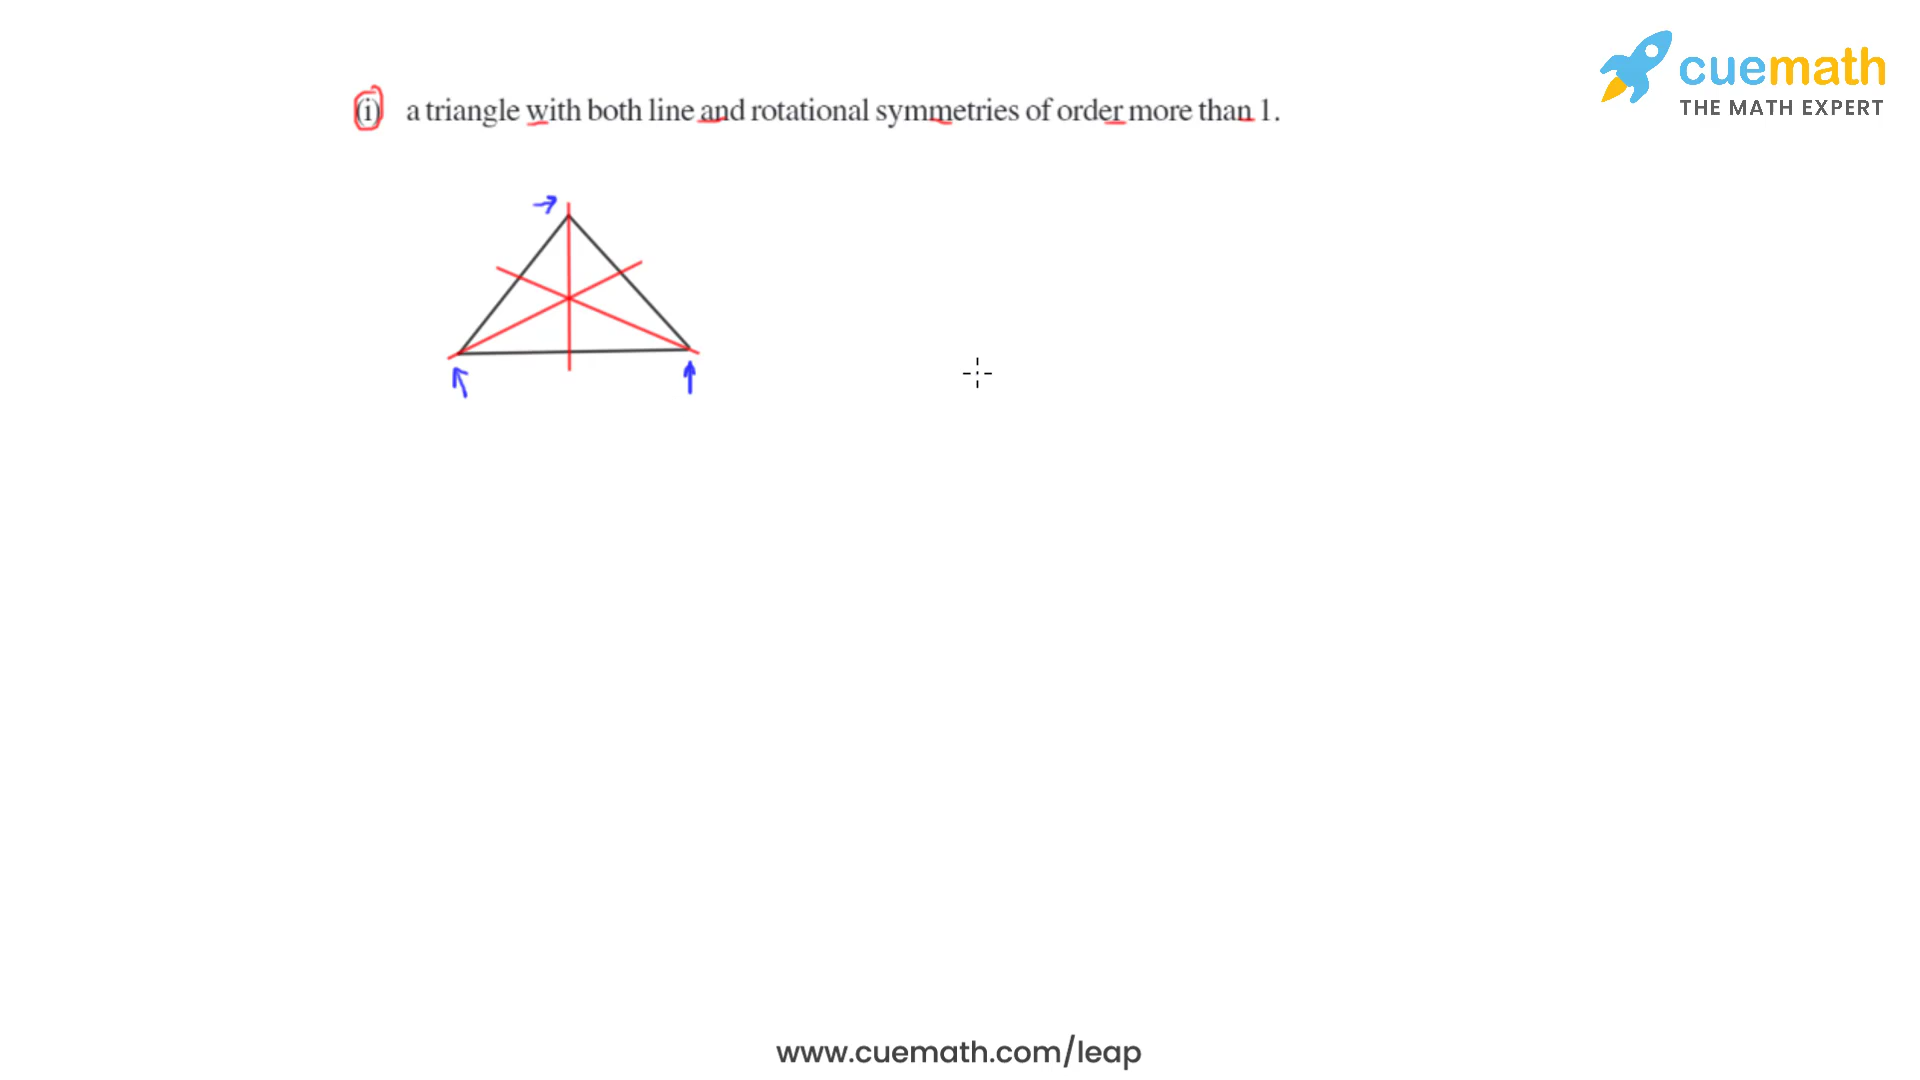 cuemath
THE MATH EXPERT
(i) a triangle with both line and rotational symmetries of order more than 1.
www.cuemath.com/leap